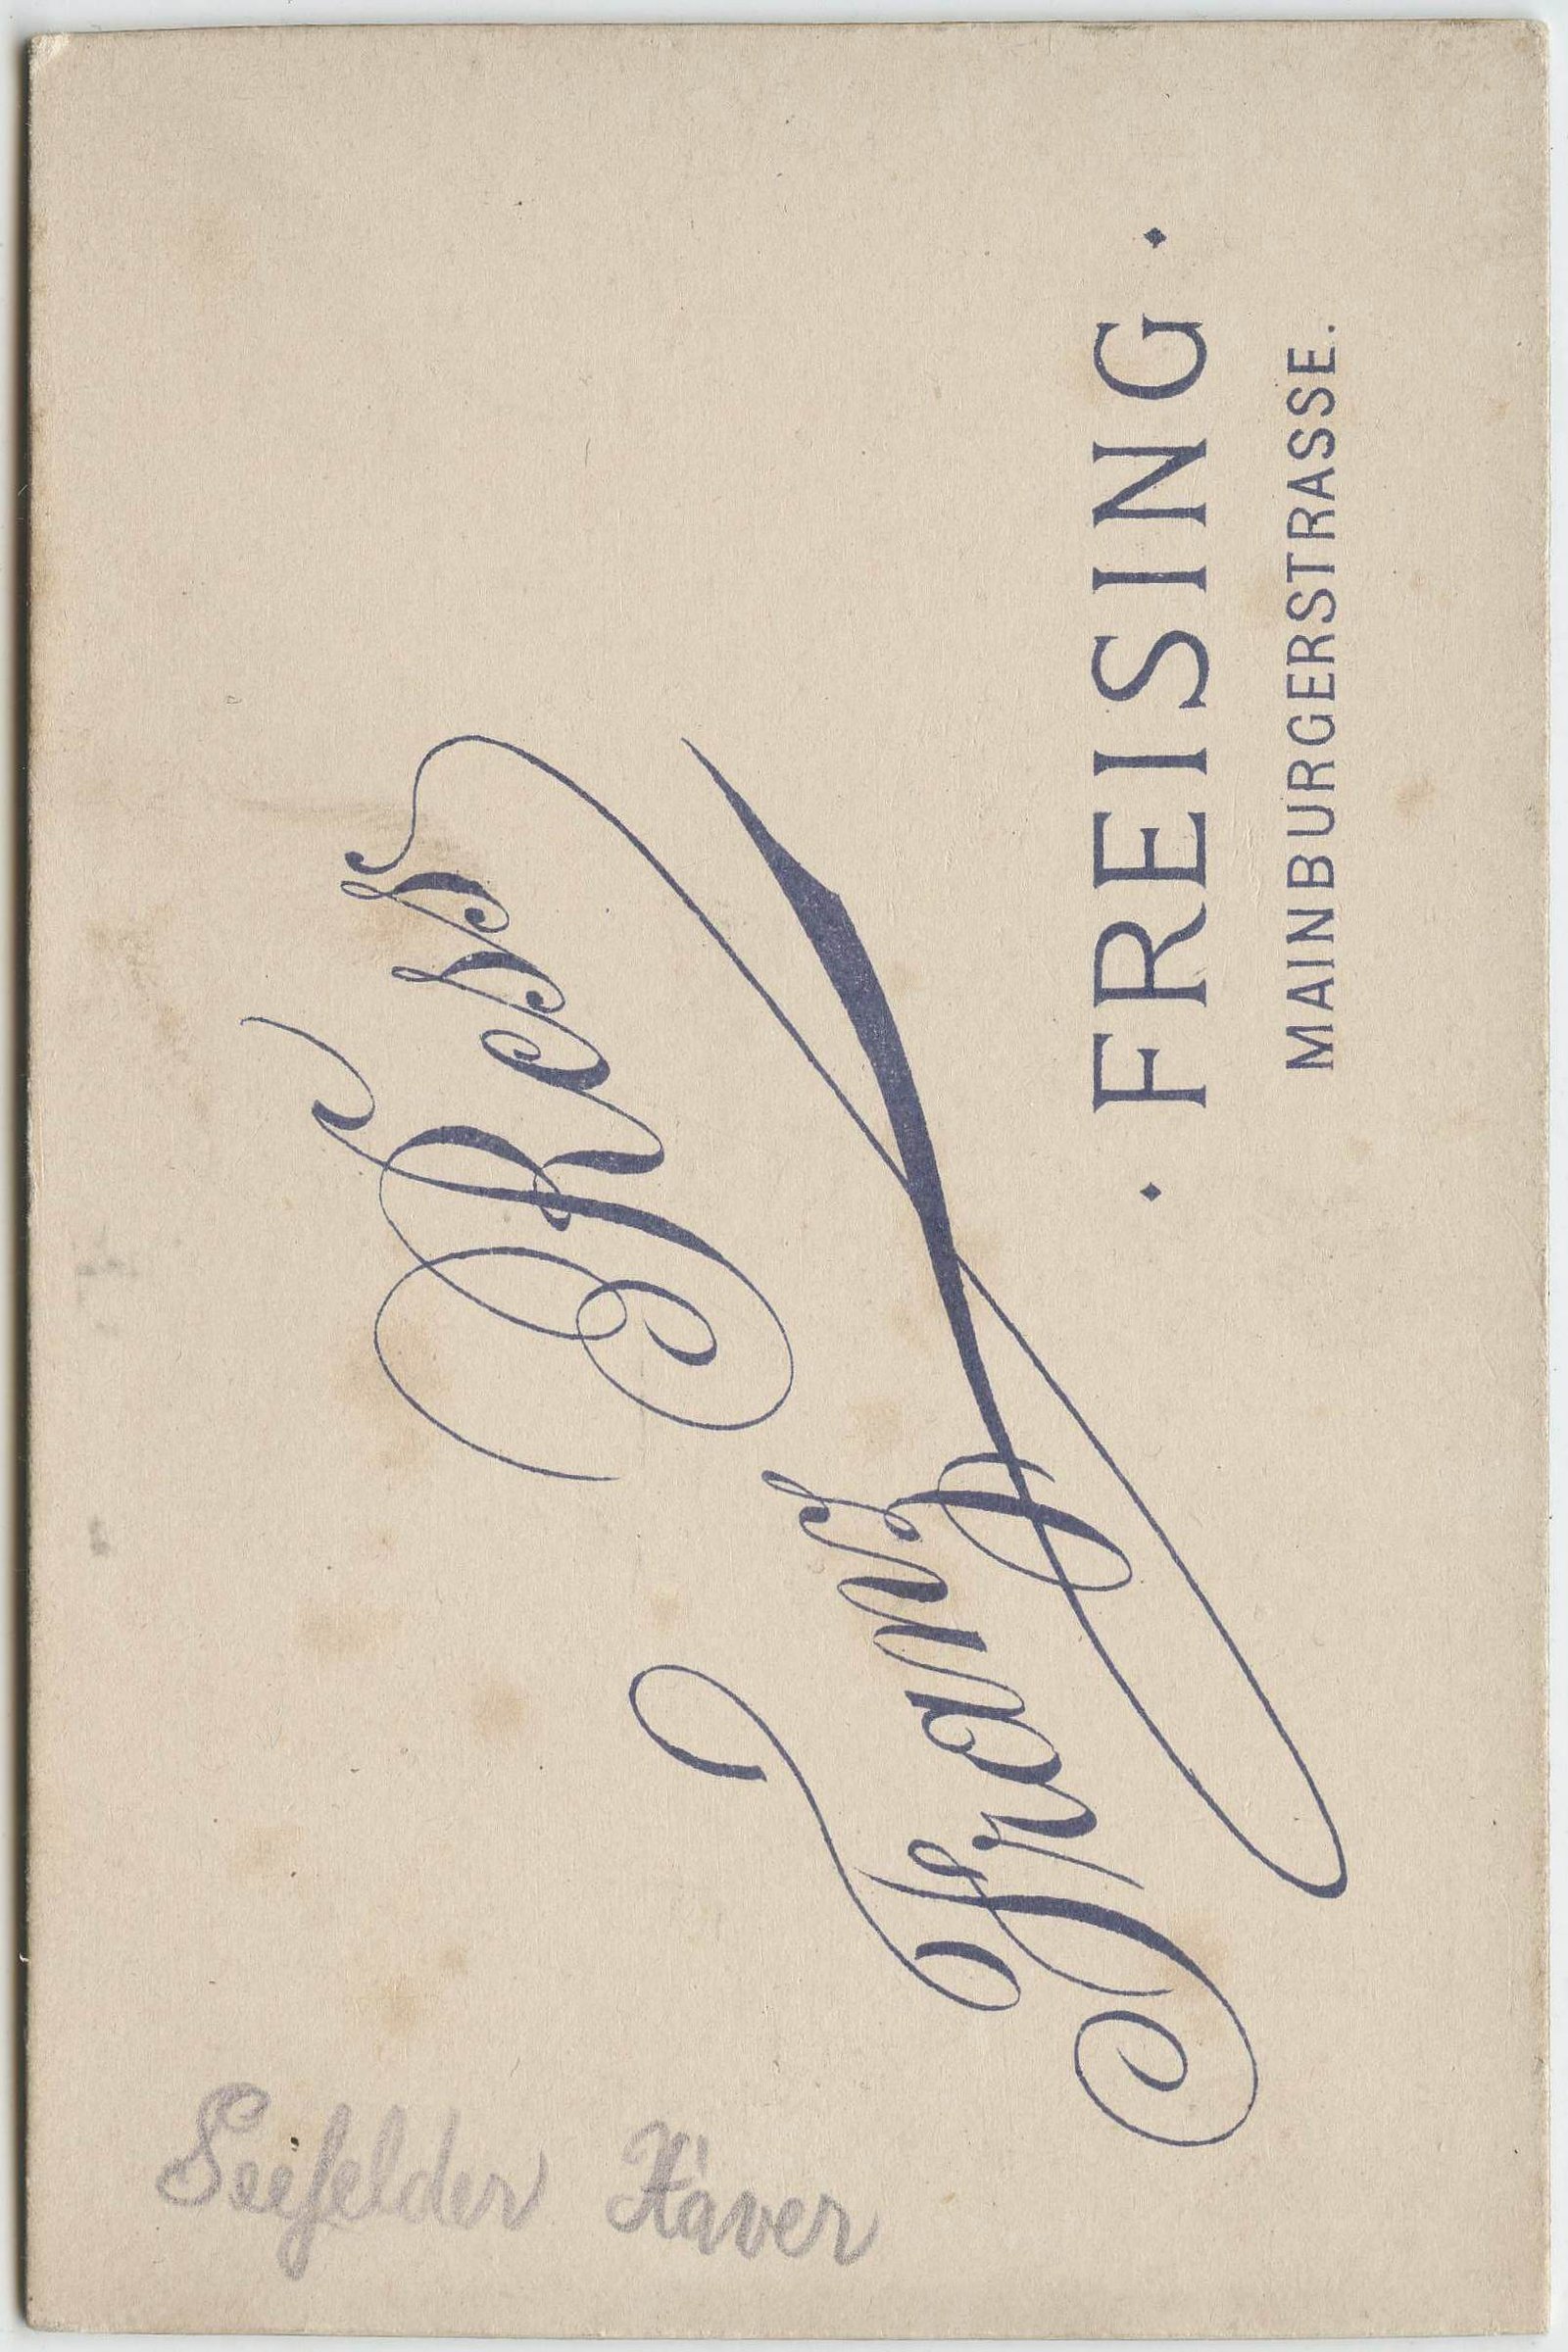 Franz Ress
· FREISING ·
MAINBURGERSTRASSE.
Seefelder Xaver